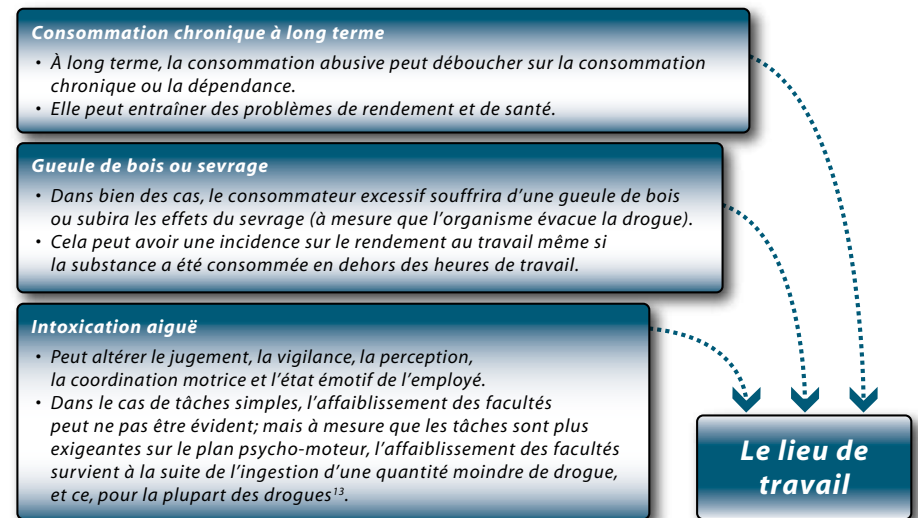 Consommation chronique à long terme
• À long terme, la consommation abusive peut déboucher sur la consommation
chronique ou la dépendance.
• Elle peut entraîner des problèmes de rendement et de santé.
Gueule de bois ou sevrage
• Dans bien des cas, le consommateur excessif souffrira d'une gueule de bois
ou subira les effets du sevrage (à mesure que l'organisme évacue la drogue).
• Cela peut avoir une incidence sur le rendement au travail même si
la substance a été consommée en dehors des heures de travail.
Intoxication aiguë
• Peut altérer le jugement, la vigilance, la perception,
la coordination motrice et l'état émotif de l'employé.
• Dans le cas de tâches simples, l'affaiblissement des facultés
peut ne pas être évident; mais à mesure que les tâches sont plus
exigeantes sur le plan psycho-moteur, l'affaiblissement des facultés
survient à la suite de l'ingestion d'une quantité moindre de drogue,
et ce, pour la plupart des drogues¹³.
Le lieu de
travail